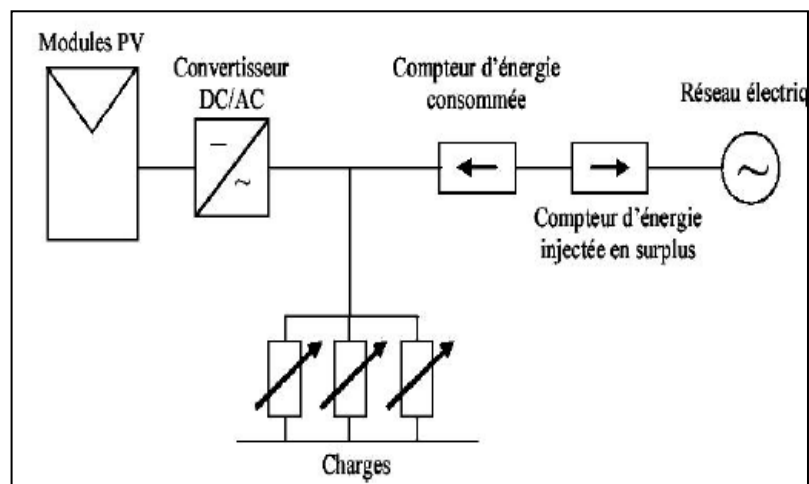 Modules PV
Convertisseur
DC/AC
Compteur d'énergie
consommée
Réseau électriq
Compteur d'énergie
injectée en surplus
Charges